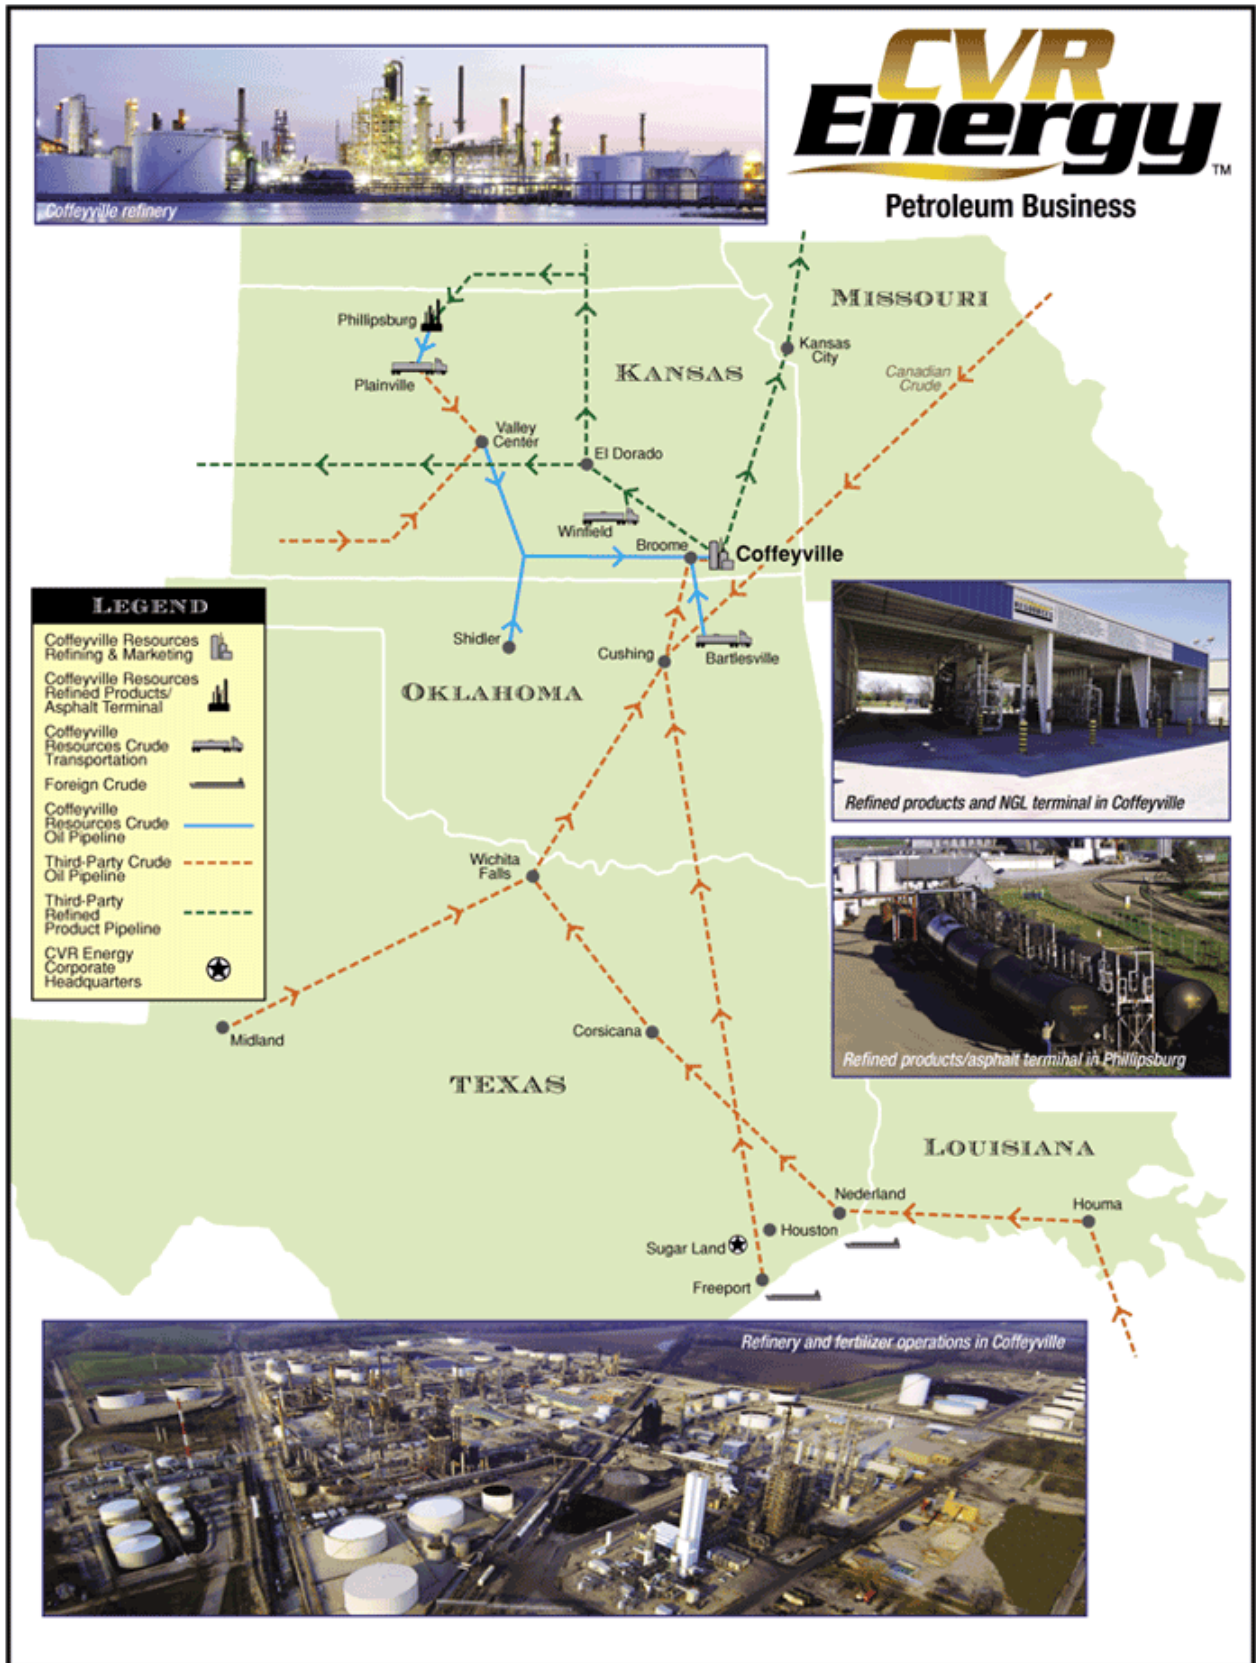 CVR
Energy™
Petroleum Business
Coffeyville refinery
MISSOURI
Phillipsburg
Kansas
City
Canadian
Crude
KANSAS
Plainville
Valley
Center
El Dorado
Winfield
Broome
Coffeyville
LEGEND
Coffeyville Resources
Refining & Marketing
Coffeyville Resources
Refined Products/
Asphalt Terminal
Coffeyville
Resources Crude
Transportation
Foreign Crude
Coffeyville
Resources Crude
Oil Pipeline
Third-Party Crude
Oil Pipeline
Third-Party
Refined
Product Pipeline
CVR Energy
Corporate
Headquarters
Shidler
Cushing
Bartlesville
OKLAHOMA
Refined products and NGL terminal in Coffeyville
Wichita
Falls
Midland
Corsicana
Refined products/asphalt terminal in Phillipsburg
TEXAS
LOUISIANA
Nederland
Houma
Houston
Sugar Land
Freeport
Refinery and fertilizer operations in Coffeyville